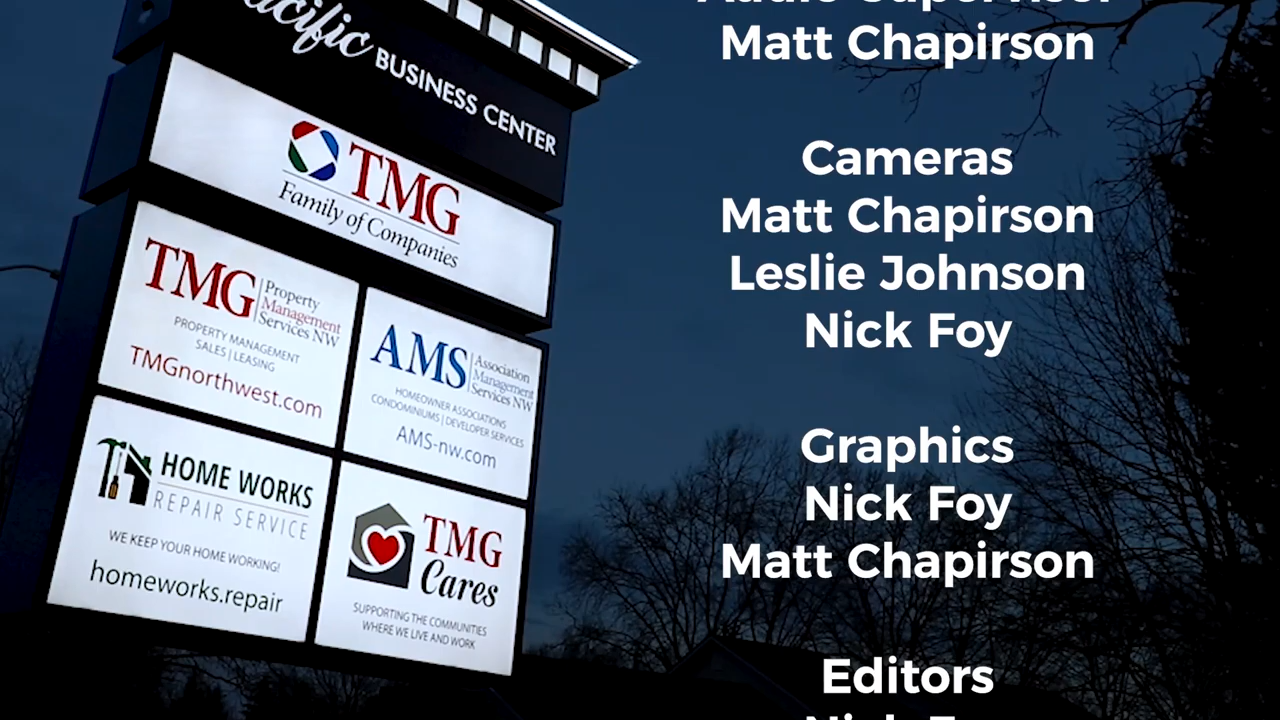 BUSINESS CENTER
TMG
Family of Companies
TMG
Property
Management
Services NW
PROPERTY MANAGEMENT
SALES | LEASING
TMGnorthwest.com
AMS
Association
Management
Services NW
HOMEOWNER ASSOCIATIONS
CONDOMINIUMS | DEVELOPER SERVICES
AMS-nw.com
HOME WORKS
REPAIR SERVICE
WE KEEP YOUR HOME WORKING!
homeworks.repair
TMG
Cares
SUPPORTING THE COMMUNITIES
WHERE WE LIVE AND WORK
Matt Chapirson
Cameras
Matt Chapirson
Leslie Johnson
Nick Foy
Graphics
Nick Foy
Matt Chapirson
Editors